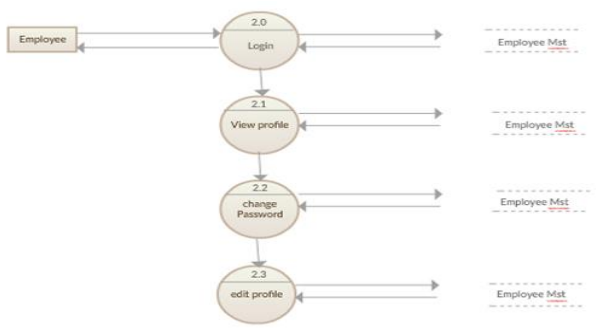 2.0
Employee
Login
Employee Mst
2.1
View profile
Employee Mst
2.2
change
Password
Employee Mst
2.3
edit profile
Employee Mst